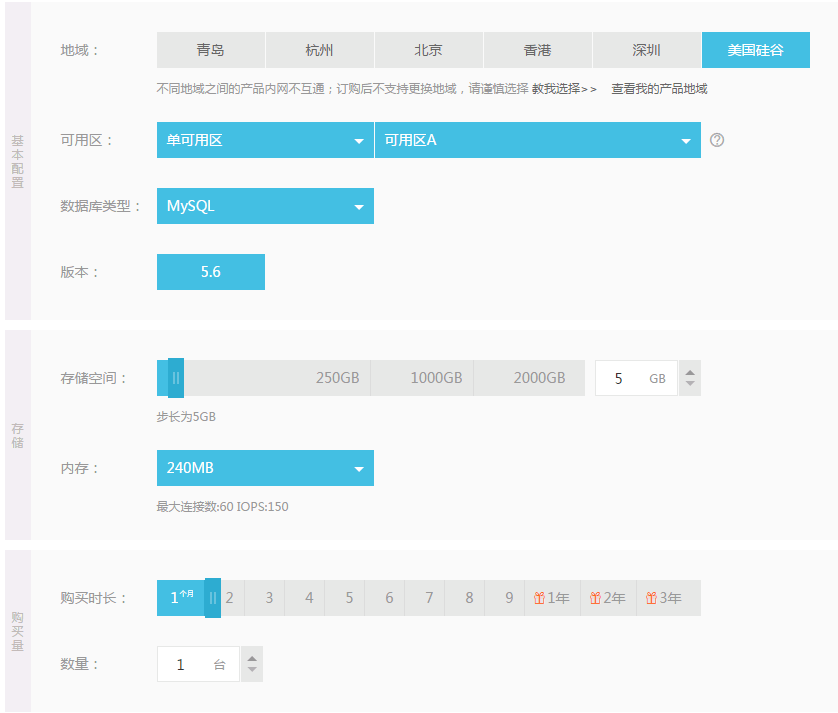 基本配置
地域：
青岛
杭州
北京
香港
深圳
美国硅谷
不同地域之间的产品内网不互通；订购后不支持更换地域，请谨慎选择 教我选择>> 查看我的产品地域
可用区：
单可用区
可用区A
?
数据库类型：
MySQL
版本：
5.6
存储
存储空间：
250GB
1000GB
2000GB
5 GB
步长为5GB
内存：
240MB
最大连接数:60 IOPS:150
购买量
购买时长：
1个月
2
3
4
5
6
7
8
9
1年
2年
3年
数量：
1 台